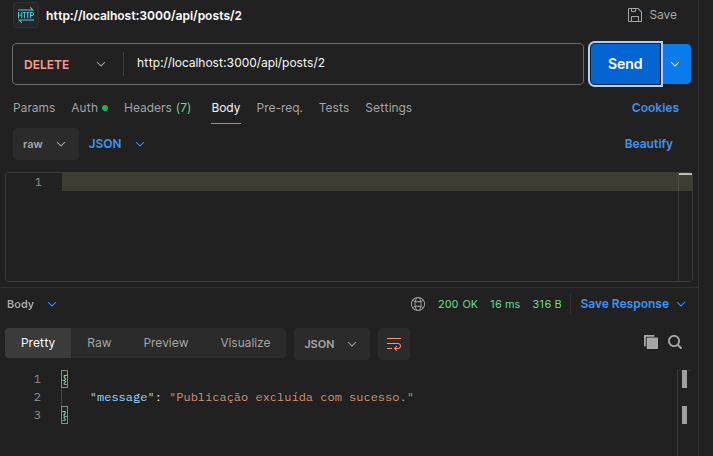 HTTP http://localhost:3000/api/posts/2 Save
DELETE http://localhost:3000/api/posts/2 Send
Params Auth Headers (7) Body Pre-req. Tests Settings Cookies
raw JSON Beautify
1
Body 200 OK 16 ms 316 B Save Response
Pretty Raw Preview Visualize JSON
1 {
2 "message": "Publicação excluída com sucesso."
3 }